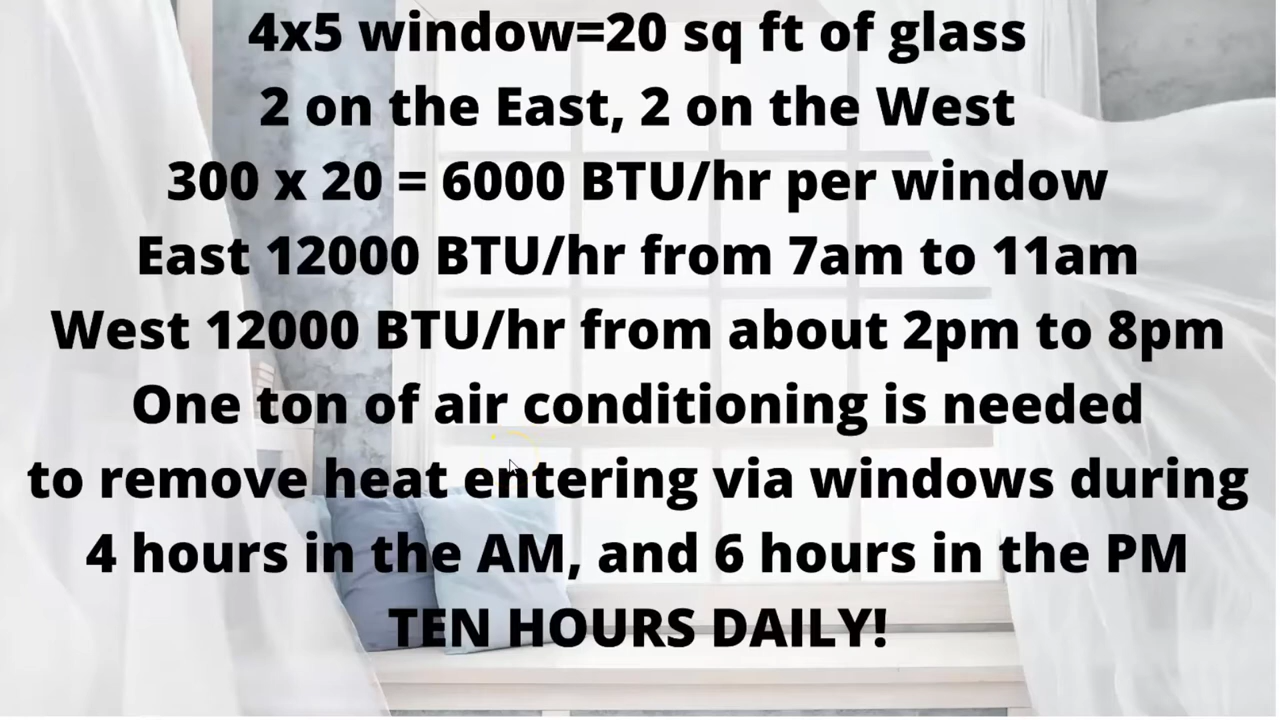 4x5 window=20 sq ft of glass
2 on the East, 2 on the West
300 x 20 = 6000 BTU/hr per window
East 12000 BTU/hr from 7am to 11am
West 12000 BTU/hr from about 2pm to 8pm
One ton of air conditioning is needed
to remove heat entering via windows during
4 hours in the AM, and 6 hours in the PM
TEN HOURS DAILY!